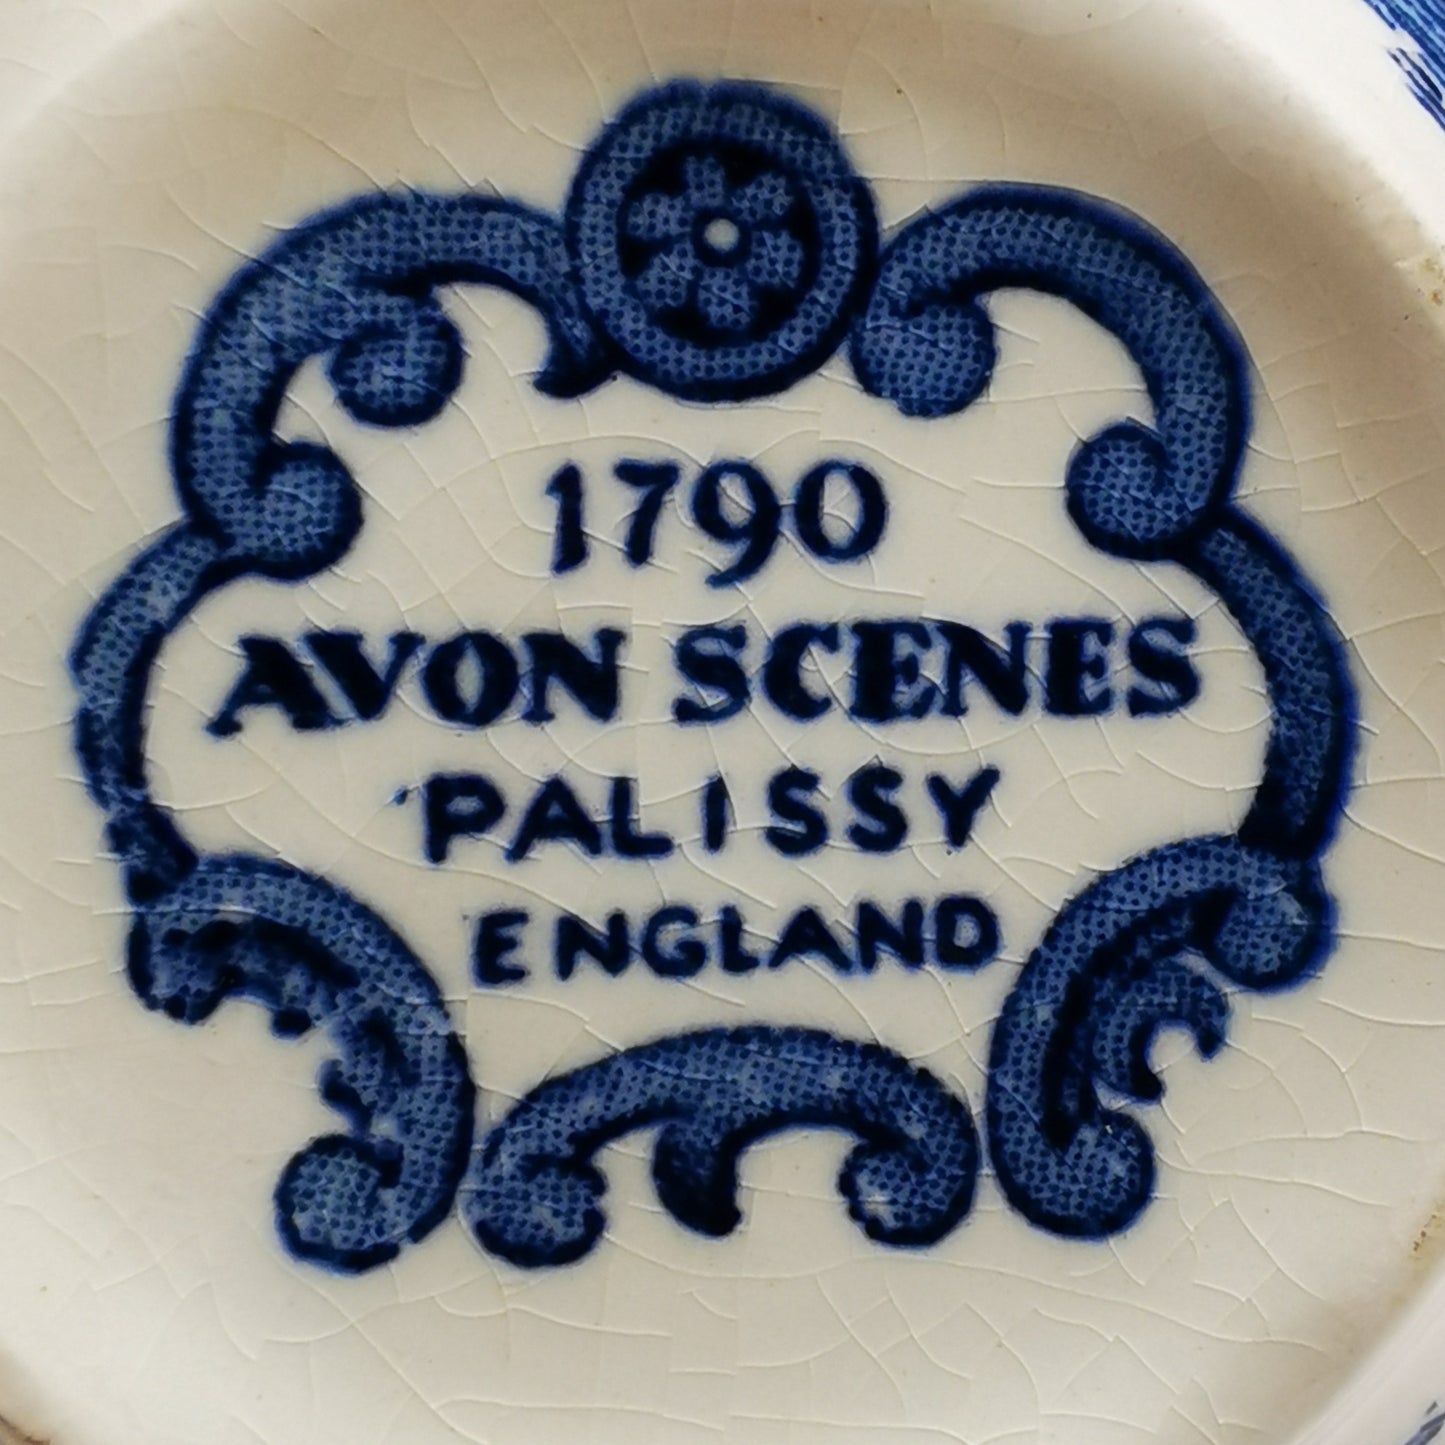 1790
AVON SCENES
PALISSY
ENGLAND